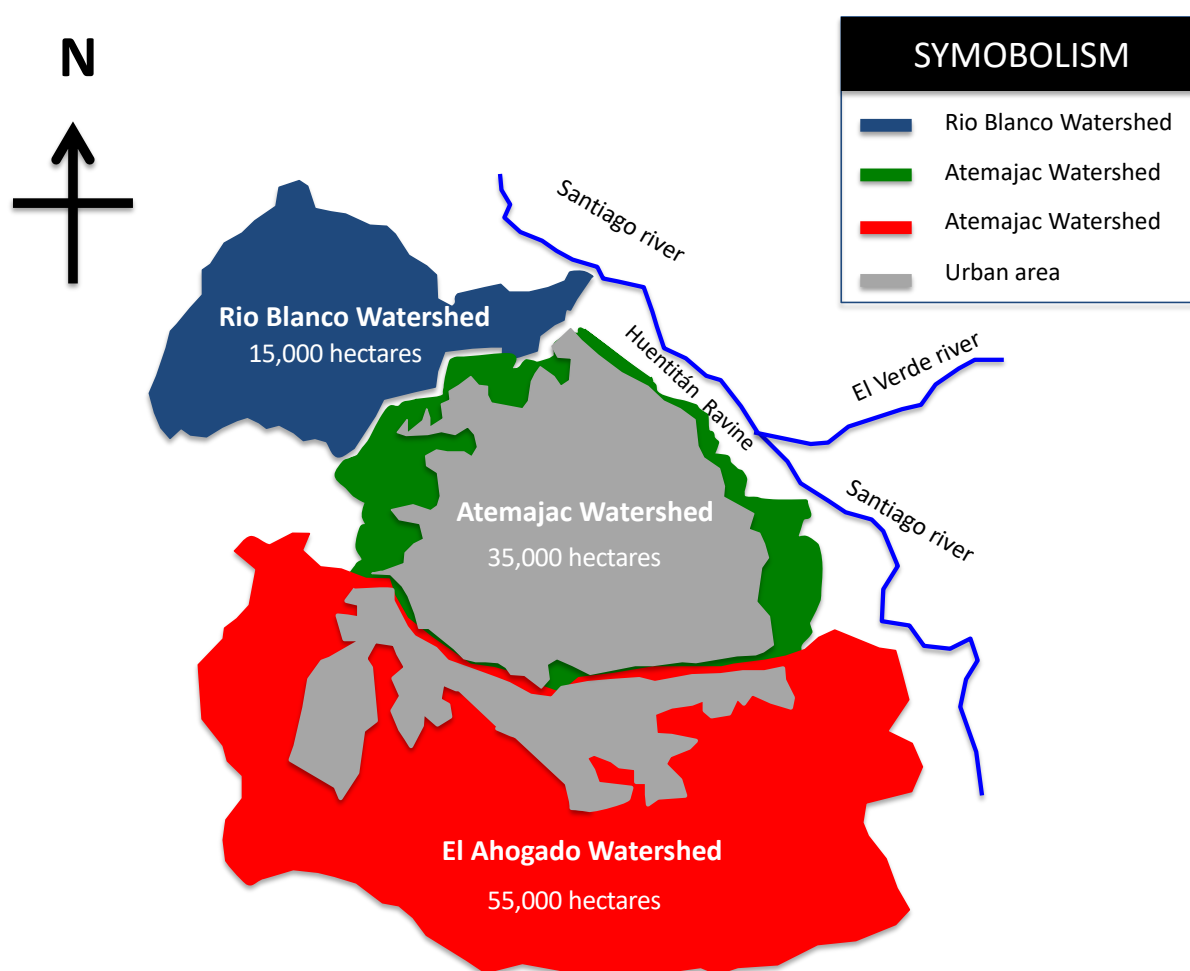 N
SYMOBOLISM
Rio Blanco Watershed
Atemajac Watershed
Atemajac Watershed
Urban area
Santiago river
Rio Blanco Watershed
15,000 hectares
Huentitán Ravine
El Verde river
Atemajac Watershed
35,000 hectares
Santiago river
El Ahogado Watershed
55,000 hectares